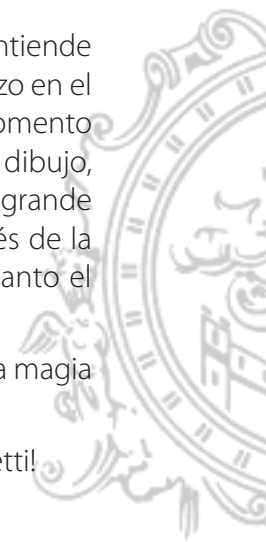 ntiende
zo en el
omento
dibujo,
grande
és de la
anto el
a magia
etti!